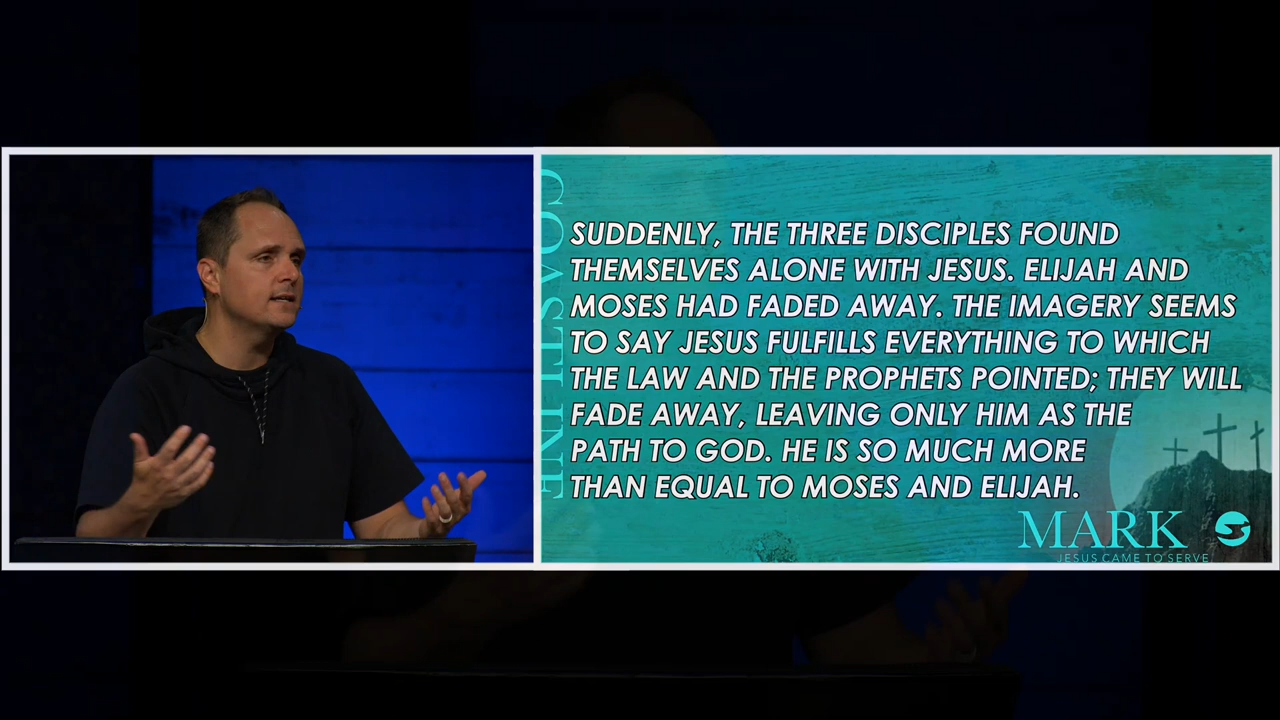 COASTLINE
SUDDENLY, THE THREE DISCIPLES FOUND
THEMSELVES ALONE WITH JESUS. ELIJAH AND
MOSES HAD FADED AWAY. THE IMAGERY SEEMS
TO SAY JESUS FULFILLS EVERYTHING TO WHICH
THE LAW AND THE PROPHETS POINTED; THEY WILL
FADE AWAY, LEAVING ONLY HIM AS THE
PATH TO GOD. HE IS SO MUCH MORE
THAN EQUAL TO MOSES AND ELIJAH.
MARK
JESUS CAME TO SERVE